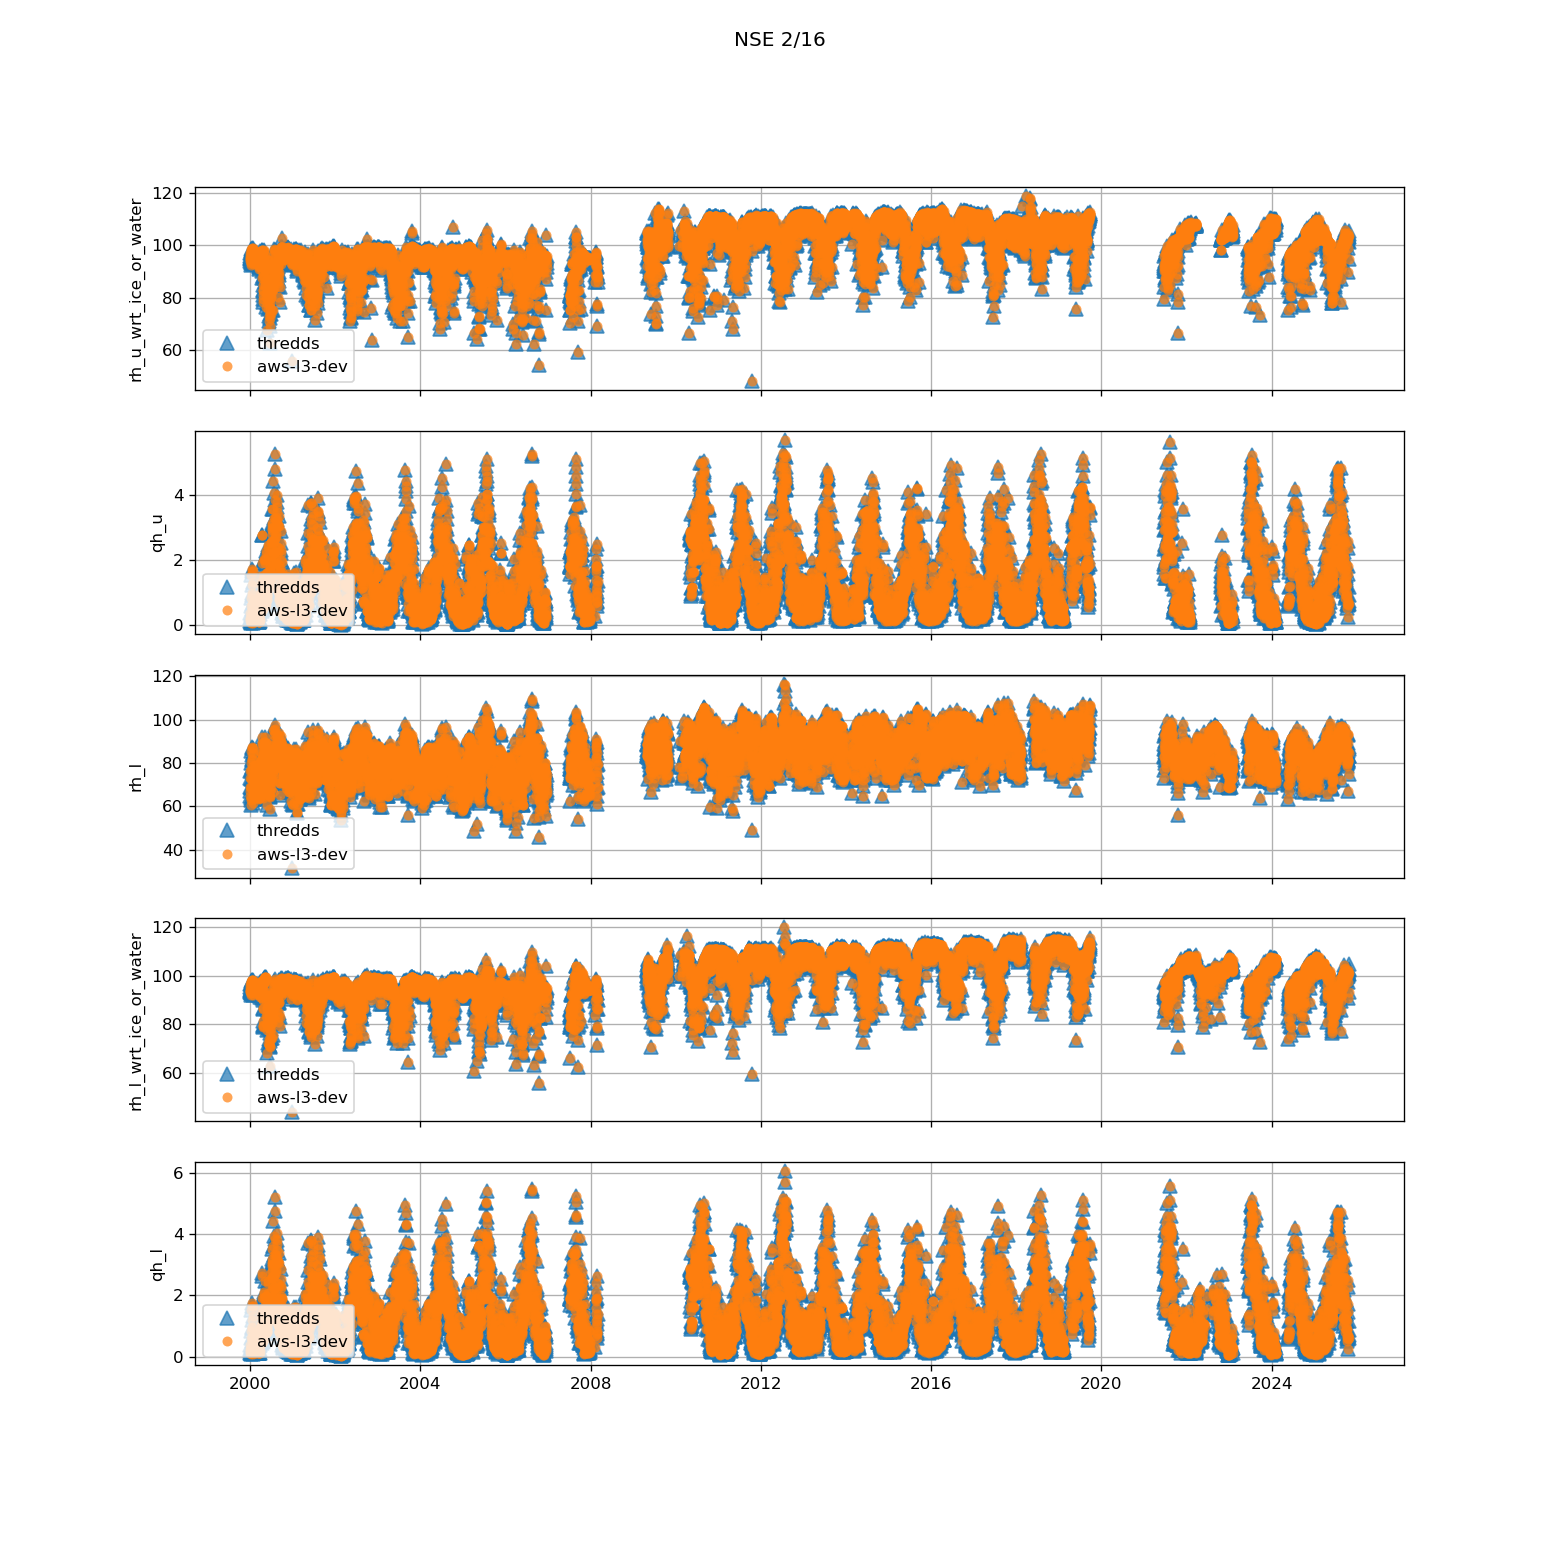 NSE 2/16
rh_u_wrt_ice_or_water
120
100
80
60
thredds
aws-l3-dev
qh_u
4
2
0
thredds
aws-l3-dev
rh_l
120
100
80
60
40
thredds
aws-l3-dev
rh_l_wrt_ice_or_water
120
100
80
60
thredds
aws-l3-dev
qh_l
6
4
2
0
thredds
aws-l3-dev
2000 2004 2008 2012 2016 2020 2024